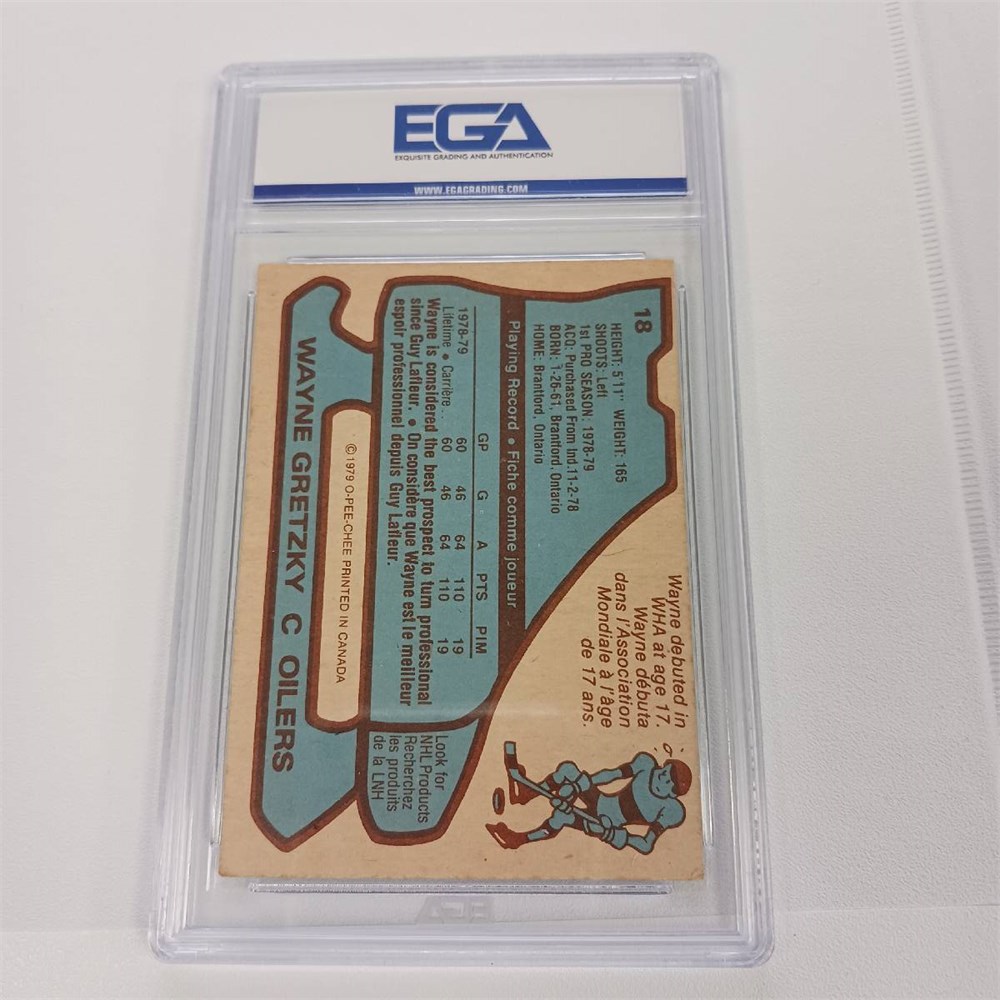 EGA
EXQUISITE GRADING AND AUTHENTICATION
WWW.EGAGRADING.COM
18
HEIGHT: 5'11" WEIGHT: 165
SHOOTS: Left
1st PRO SEASON: 1978-79
ACQ: Purchased From Ind. 11-2-78
BORN: 1-26-61, Brantford, Ontario
HOME: Brantford, Ontario
Playing Record • Fiche comme joueur
GP G A PTS PIM
1978-79 60 46 64 110 19
Lifetime • Carrière.. 60 46 64 110 19
Wayne is considered the best prospect to turn professional
since Guy Lafleur. • On considère que Wayne est le meilleur
espoir professionnel depuis Guy Lafleur.
Wayne debuted in
WHA at age 17.
Wayne débuta
dans l'Association
Mondiale à l'âge
de 17 ans.
Look for
NHL Products
Recherchez
les produits
de la LNH
© 1979 O-PEE-CHEE PRINTED IN CANADA
WAYNE GRETZKY C OILERS
EGA